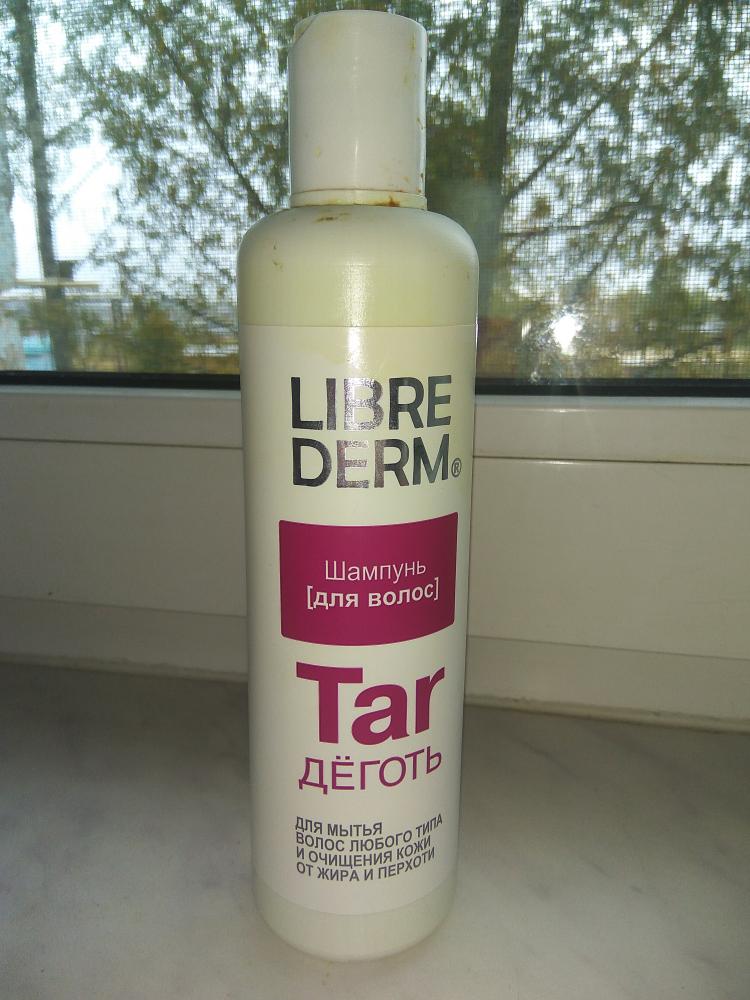 LIBRE
DERM®
Шампунь
[для волос]
Tar
ДЁГОТЬ
ДЛЯ МЫТЬЯ
ВОЛОС ЛЮБОГО ТИПА
И ОЧИЩЕНИЯ КОЖИ
ОТ ЖИРА И ПЕРХОТИ